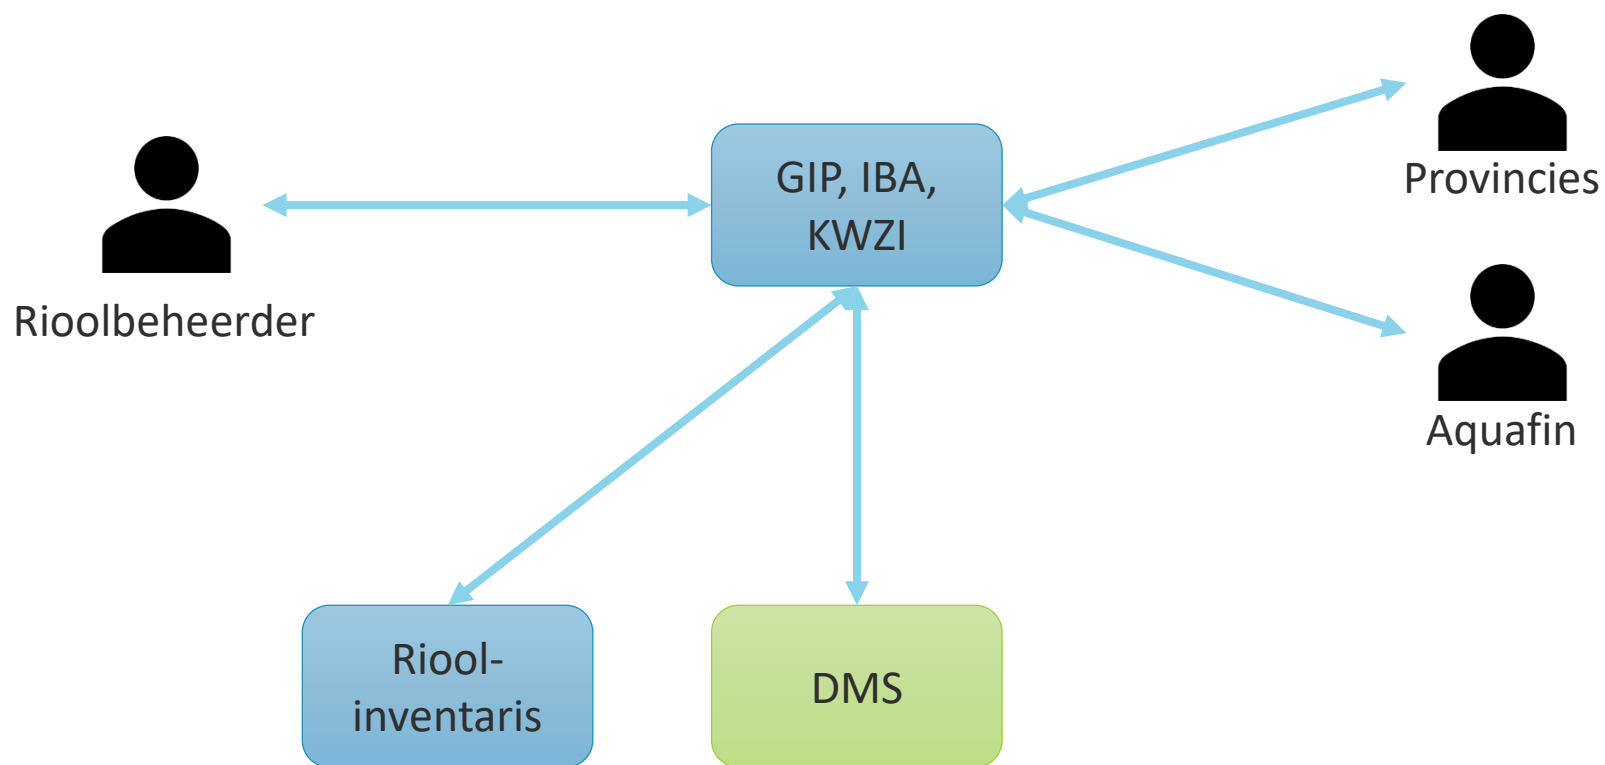 Provincies
GIP, IBA,
KWZI
Rioolbeheerder
Aquafin
Riool-
inventaris
DMS